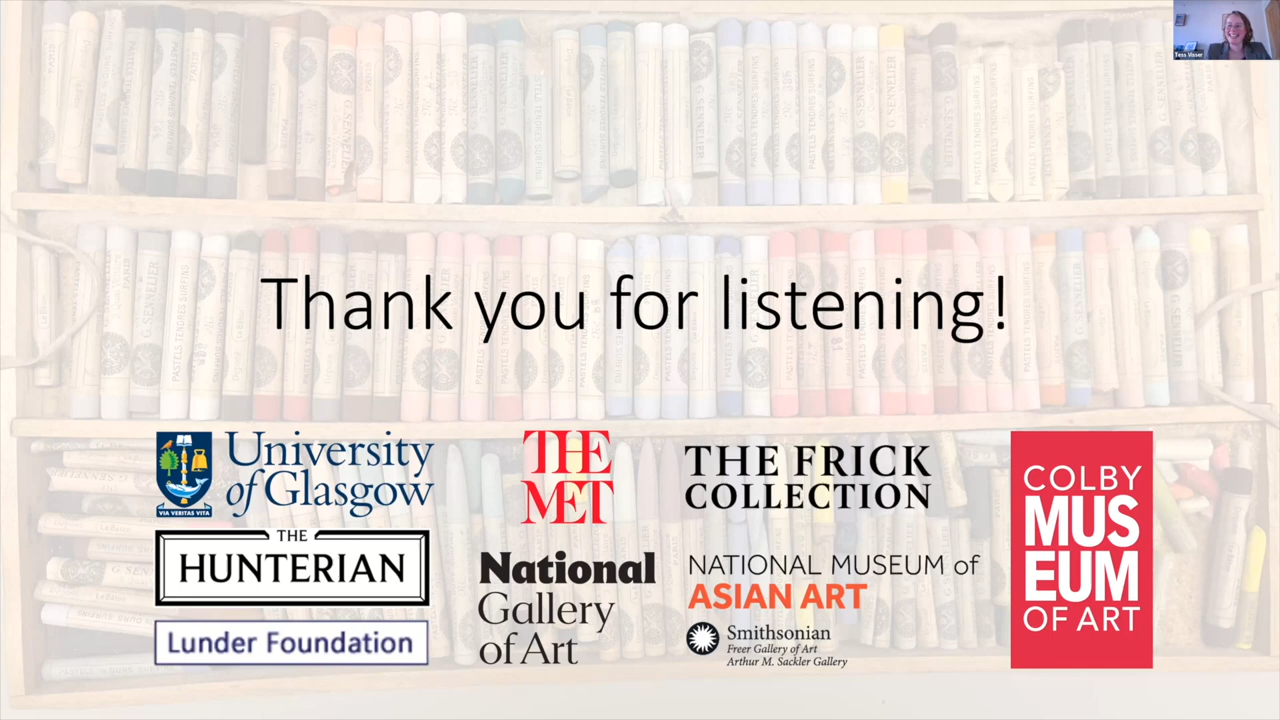 Tess Visser
Thank you for listening!
University
of Glasgow
VIA VERITAS VITA
THE
HUNTERIAN
Lunder Foundation
THE
MET
National
Gallery
of Art
THE FRICK
COLLECTION
NATIONAL MUSEUM of
ASIAN ART
Smithsonian
Freer Gallery of Art
Arthur M. Sackler Gallery
COLBY
MUS
EUM
OF ART